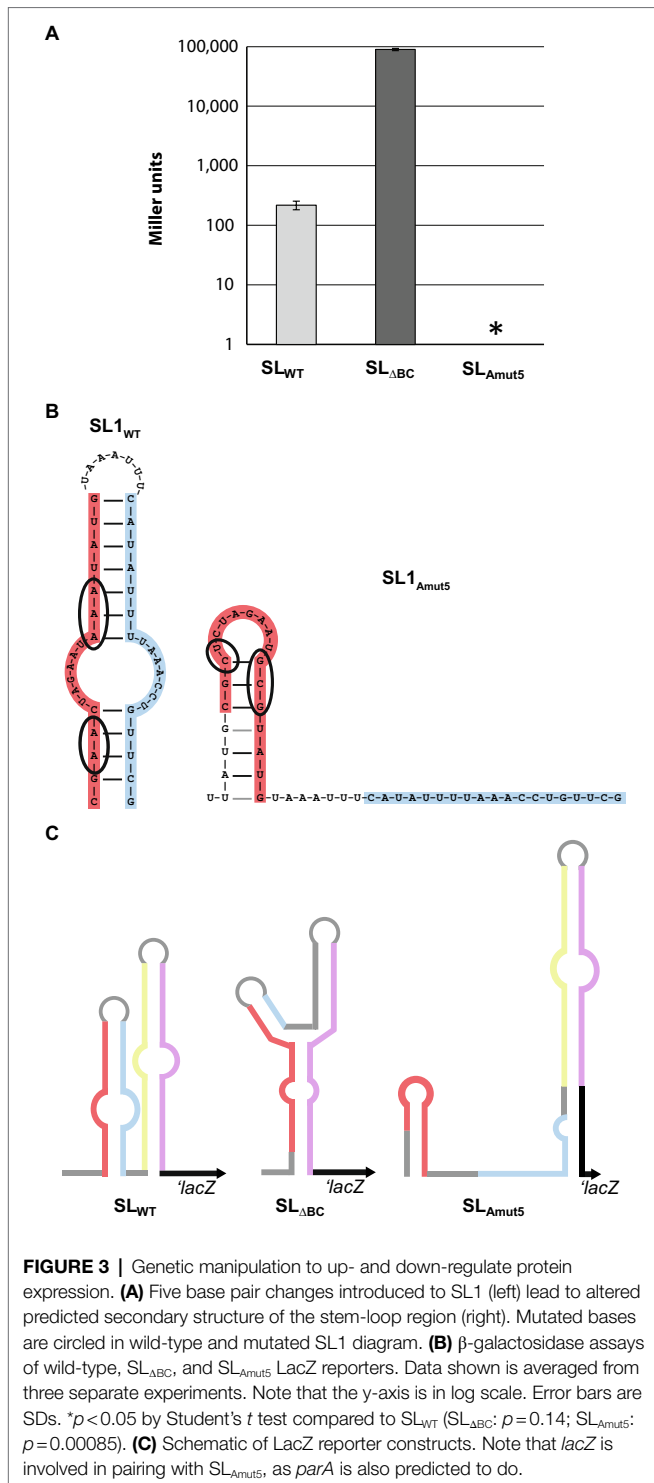 A
100,000
10,000
1,000
100
10
1
Miller units
*
SLWT
SLΔBC
SLAmut5
B
SL1WT
U-A-A-A-U-U-U
G-U-A-U-A-A-A
U-A-A-G-A-U
C-A-A-G-C
C-A-U-A-U-U-U
U-A-A-A-C-C-U
G-U-U-C-G
SL1Amut5
U-C-U-A-G-A-A-U
C-G-C-G-U-A-U
G-C-G-U-A-U-G
U-U
G-U-A-A-A-U-U-U-C-A-U-A-U-U-U-U-A-A-A-C-C-U-G-U-U-C-G
C
'lacZ
SLWT
'lacZ
SLΔBC
'lacZ
SLAmut5
FIGURE 3 | Genetic manipulation to up- and down-regulate protein
expression. (A) Five base pair changes introduced to SL1 (left) lead to altered
predicted secondary structure of the stem-loop region (right). Mutated bases
are circled in wild-type and mutated SL1 diagram. (B) β-galactosidase assays
of wild-type, SLΔBC, and SLAmut5 LacZ reporters. Data shown is averaged from
three separate experiments. Note that the y-axis is in log scale. Error bars are
SDs. *p<0.05 by Student's t test compared to SLWT (SLΔBC: p=0.14; SLAmut5:
p=0.00085). (C) Schematic of LacZ reporter constructs. Note that lacZ is
involved in pairing with SLAmut5, as parA is also predicted to do.